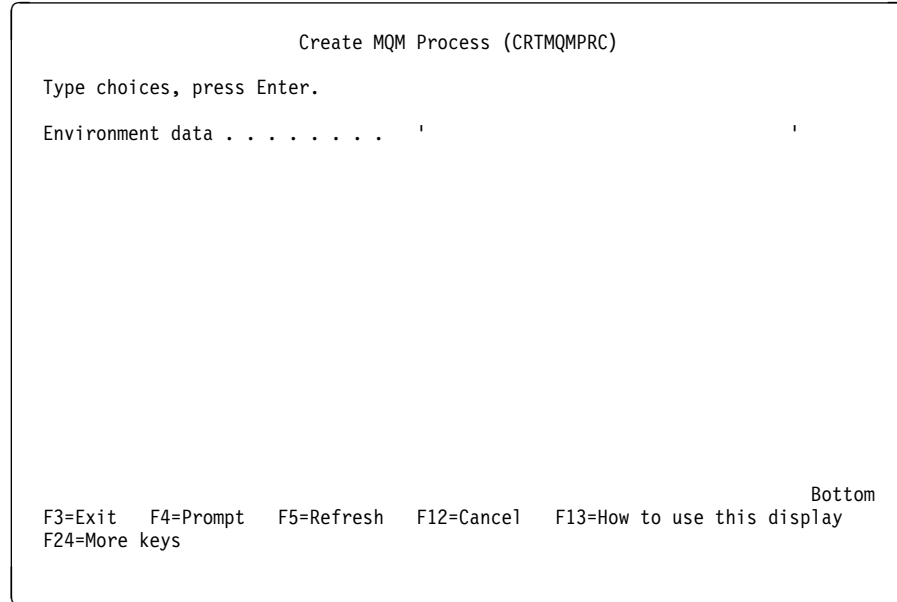 Create MQM Process (CRTMQMPRC)
Type choices, press Enter.
Environment data . . . . . . . . ' '
Bottom
F3=Exit F4=Prompt F5=Refresh F12=Cancel F13=How to use this display
F24=More keys